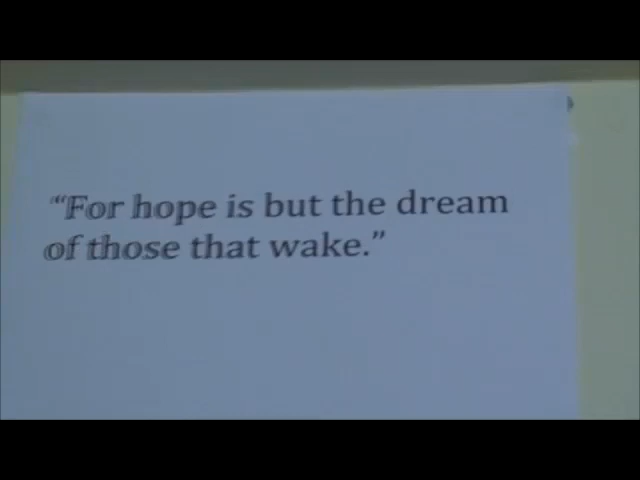 “For hope is but the dream
of those that wake.”